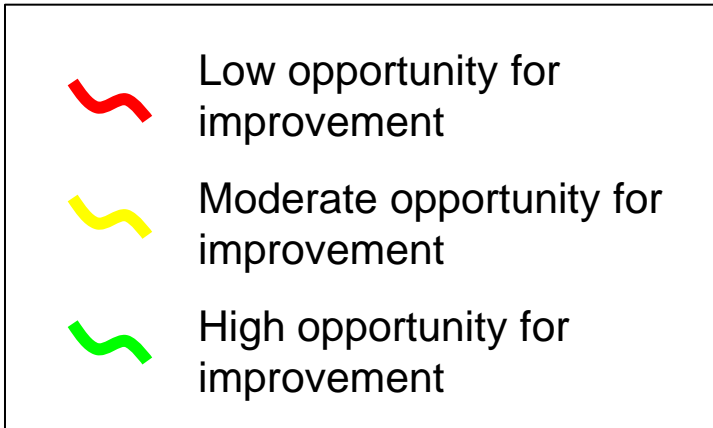 Low opportunity for
improvement
Moderate opportunity for
improvement
High opportunity for
improvement